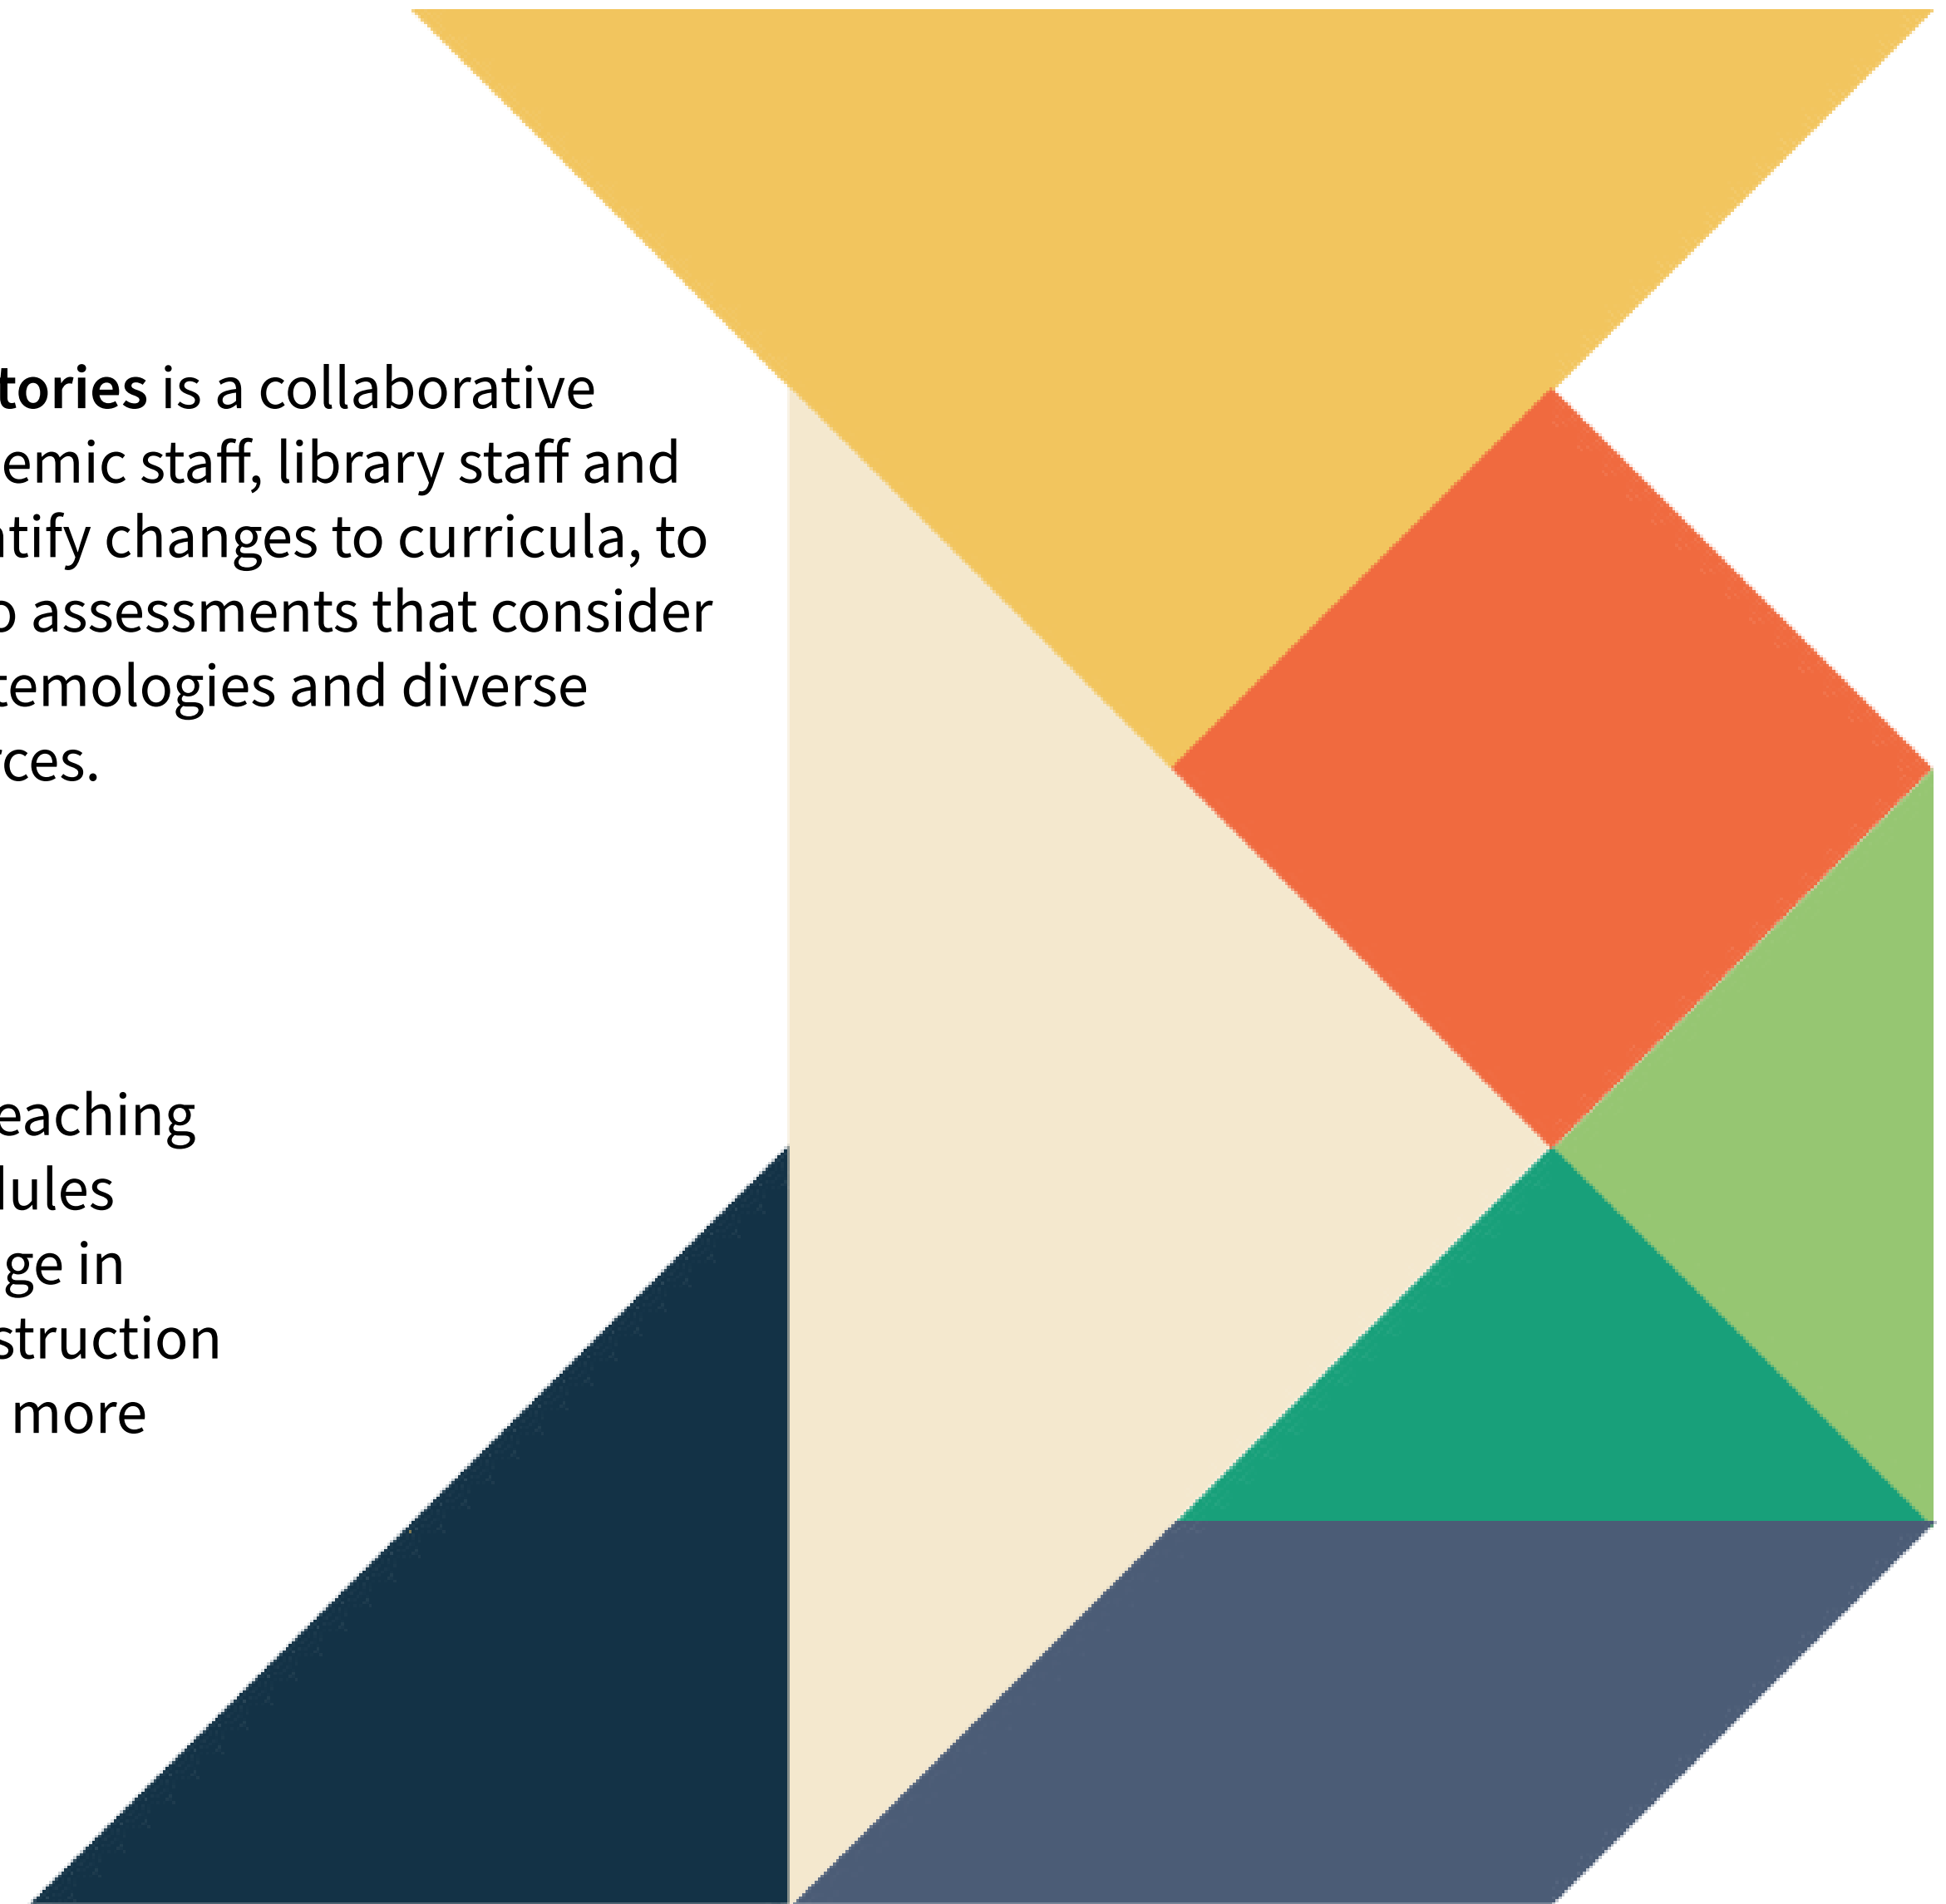 tories is a collaborative
emic staff, library staff and
ntify changes to curricula, to
o assessments that consider
temologies and diverse
rces.
eaching
dules
ge in
struction
more